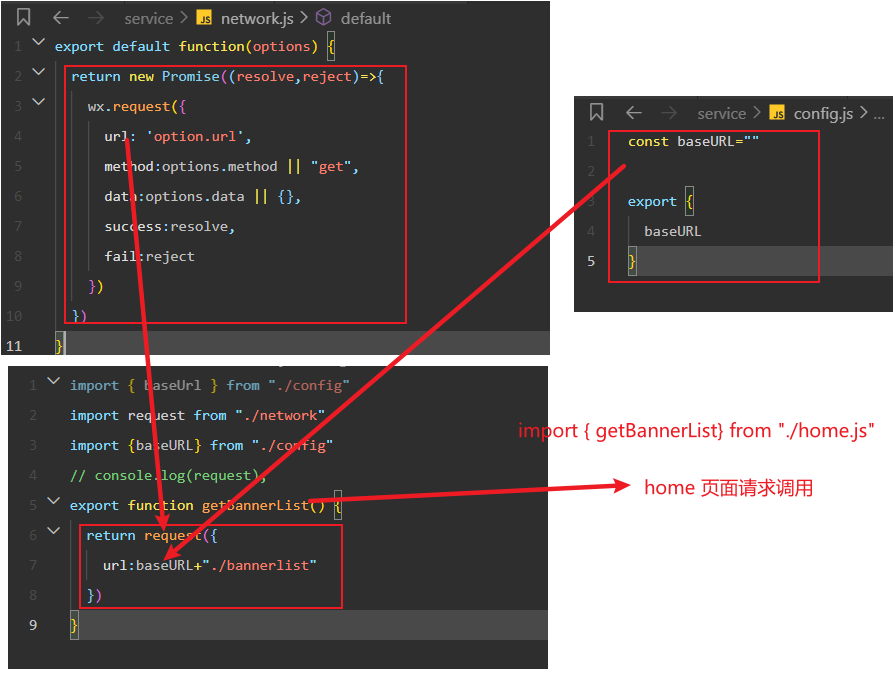 service > JS network.js > default
1 export default function(options) {
2 return new Promise((resolve,reject)=>{
3 wx.request({
4 url: 'option.url',
5 method:options.method || "get",
6 data:options.data || {},
7 success:resolve,
8 fail:reject
9 })
10 })
11 }
service > JS config.js > ...
1 const baseURL=""
2
3 export {
4 baseURL
5 }
1 import { baseUrl } from "./config"
2 import request from "./network"
3 import {baseURL} from "./config"
4 // console.log(request);
5 export function getBannerList() {
6 return request({
7 url:baseURL+"./bannerlist"
8 })
9 }
import { getBannerList} from "./home.js"
home 页面请求调用